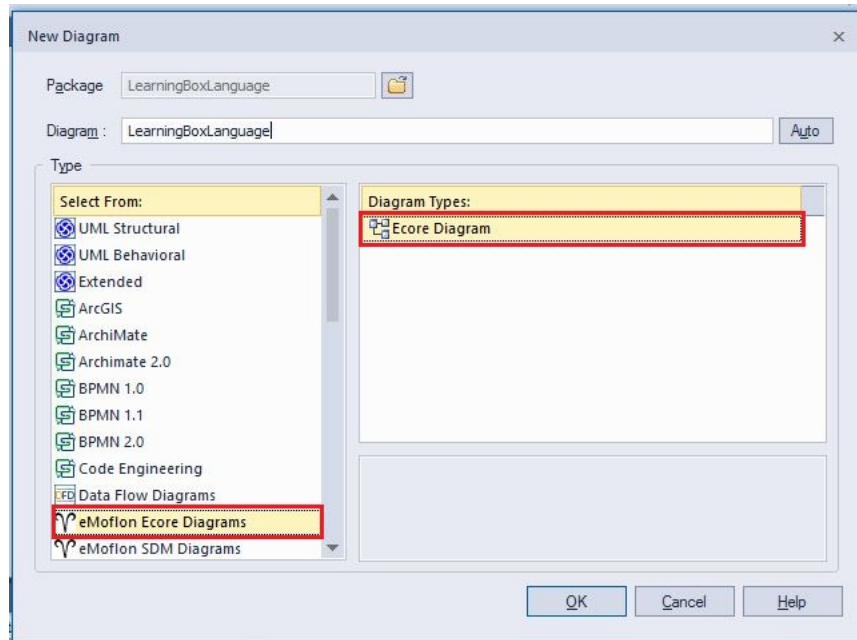 New Diagram
Package LearningBoxLanguage
Diagram : LearningBoxLanguage Auto
Type
Select From:
UML Structural
UML Behavioral
Extended
ArcGIS
ArchiMate
Archimate 2.0
BPMN 1.0
BPMN 1.1
BPMN 2.0
Code Engineering
DFD Data Flow Diagrams
eMoflon Ecore Diagrams
eMoflon SDM Diagrams
Diagram Types:
Ecore Diagram
OK Cancel Help